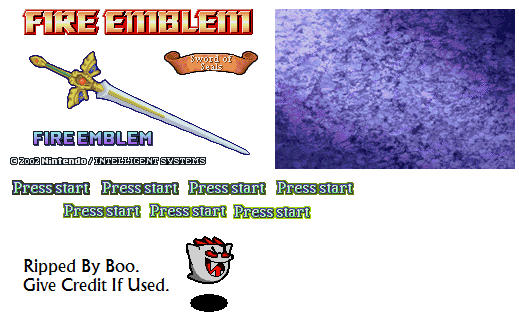 FIRE EMBLEM
Sword of
Seals
FIRE EMBLEM
© 2002 Nintendo / INTELLIGENT SYSTEMS
Press start Press start Press start Press start
Press start Press start Press start
Ripped By Boo.
Give Credit If Used.